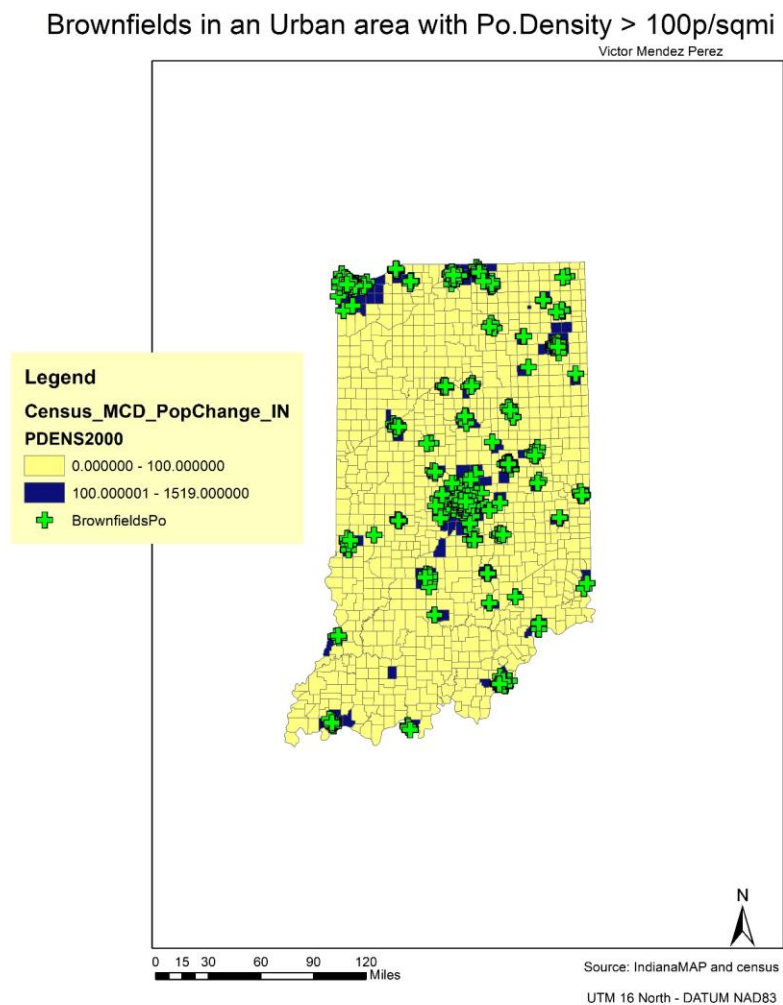 Brownfields in an Urban area with Po.Density > 100p/sqmi
Victor Mendez Perez
Legend
Census_MCD_PopChange_IN
PDENS2000
0.000000 - 100.000000
100.000001 - 1519.000000
BrownfieldsPo
N
0 15 30 60 90 120
Miles
Source: IndianaMAP and census
UTM 16 North - DATUM NAD83